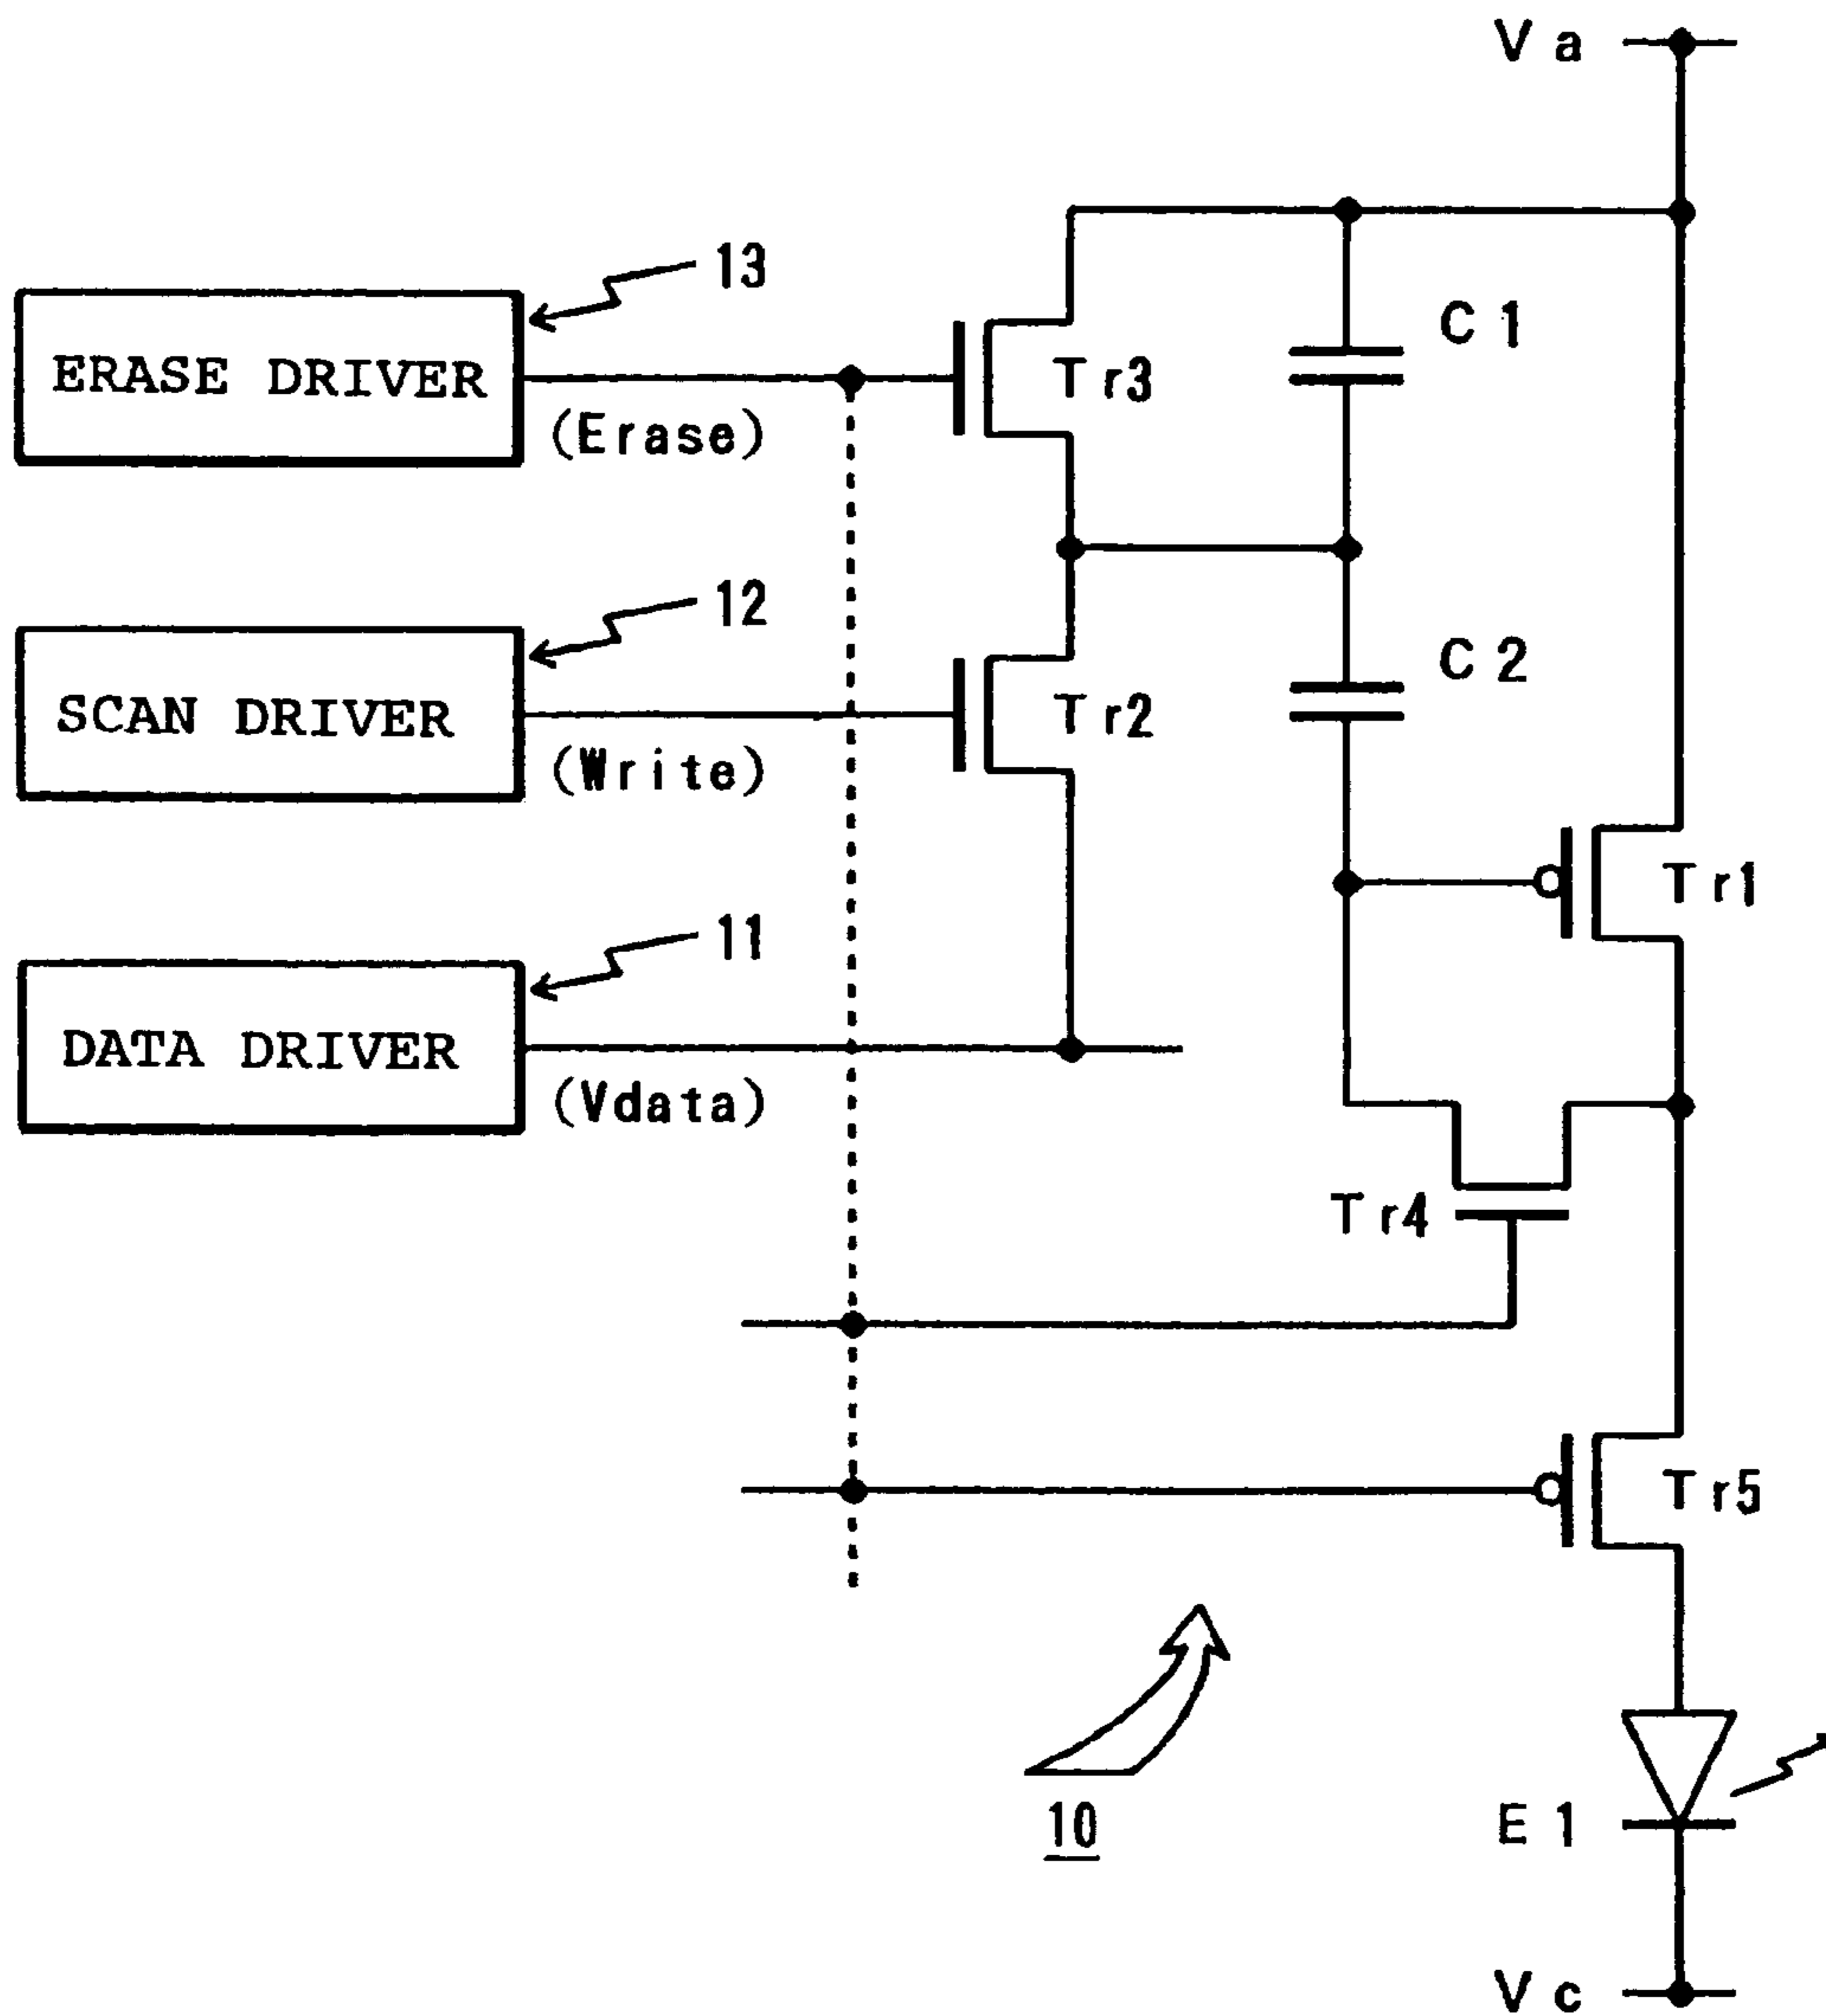 Va
13
ERASE DRIVER
(Erase)
Tr3
C1
12
SCAN DRIVER
(Write)
Tr2
C2
Tr1
11
DATA DRIVER
(Vdata)
Tr4
Tr5
10
E1
Vc